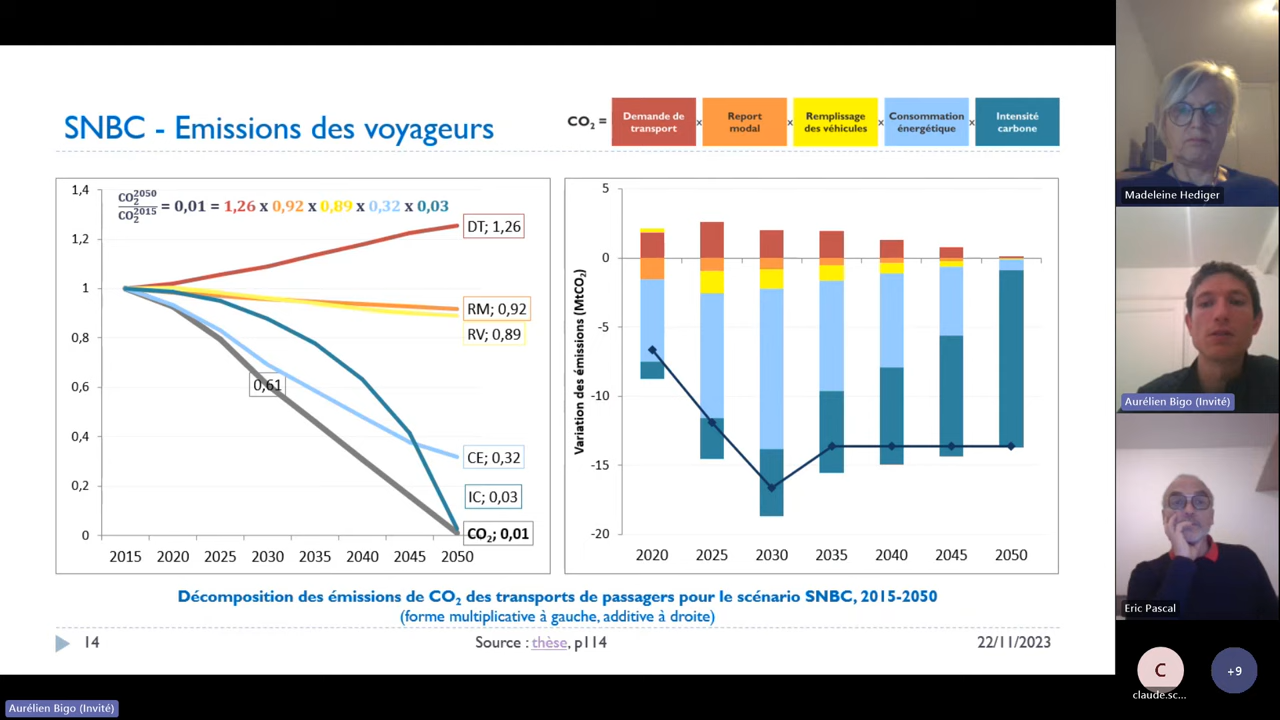 SNBC - Emissions des voyageurs
CO₂ =
Demande de
transport
x
Report
modal
x
Remplissage
des véhicules
x
Consommation
énergétique
x
Intensité
carbone
1,4
1,2
1
0,8
0,6
0,4
0,2
0
CO₂²⁰⁵⁰
CO₂²⁰¹⁵
= 0,01 = 1,26 x 0,92 x 0,89 x 0,32 x 0,03
DT; 1,26
RM; 0,92
RV; 0,89
0,61
CE; 0,32
IC; 0,03
CO₂; 0,01
2015 2020 2025 2030 2035 2040 2045 2050
Variation des émissions (MtCO₂)
5
0
-5
-10
-15
-20
2020 2025 2030 2035 2040 2045 2050
Décomposition des émissions de CO₂ des transports de passagers pour le scénario SNBC, 2015-2050
(forme multiplicative à gauche, additive à droite)
14
Source : thèse, p114
22/11/2023
Madeleine Hediger
Aurélien Bigo (Invité)
Eric Pascal
C
claude.sc...
+9
Aurélien Bigo (Invité)